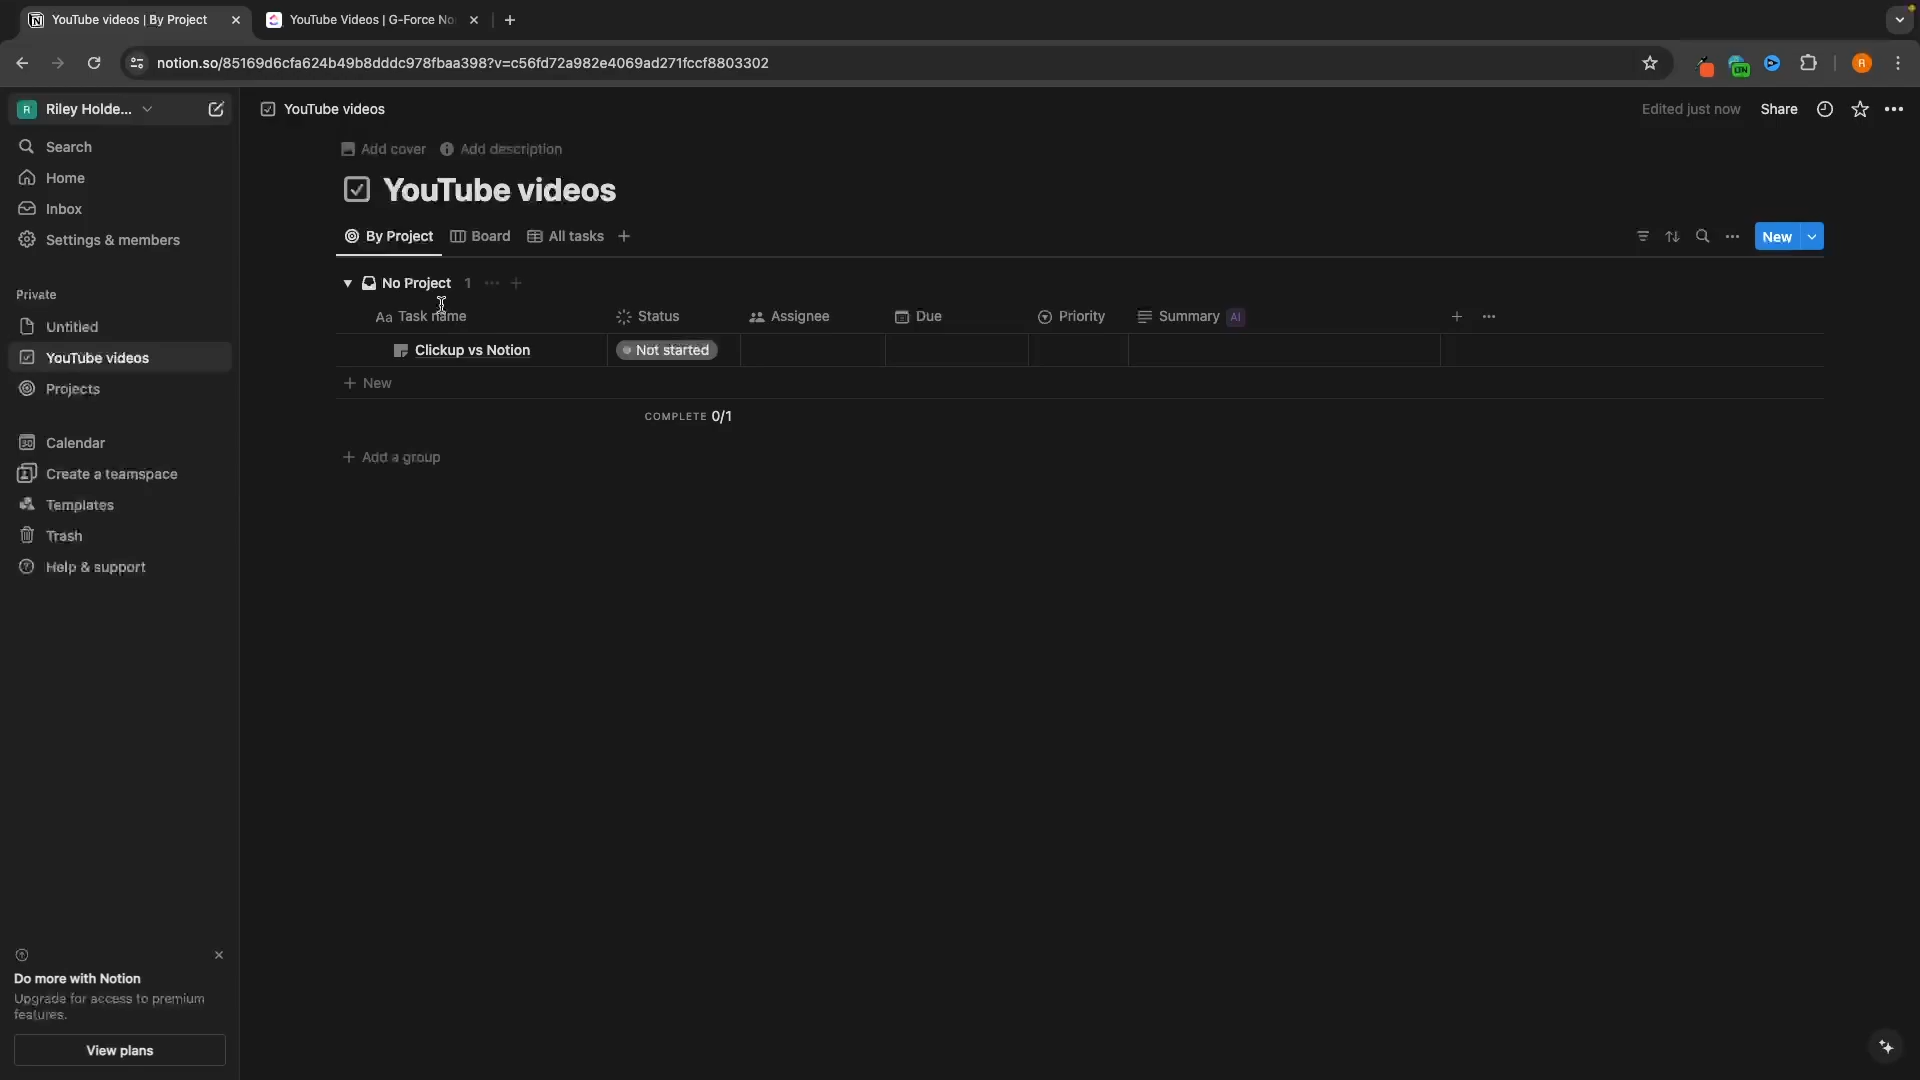 YouTube videos | By Project
YouTube Videos | G-Force No
notion.so/85169d6cfa624b49b8dddc978fbaa398?v=c56fd72a982e4069ad271fccf8803302
R
R
Riley Holde...
YouTube videos
Edited just now
Share
Search
Home
Inbox
Settings & members
Private
Untitled
YouTube videos
Projects
Calendar
Create a teamspace
Templates
Trash
Help & support
Do more with Notion
Upgrade for access to premium
features.
View plans
Add cover
Add description
YouTube videos
By Project
Board
All tasks
New
No Project 1
Aa Task name
Status
Assignee
Due
Priority
Summary AI
Clickup vs Notion
Not started
New
COMPLETE 0/1
Add a group